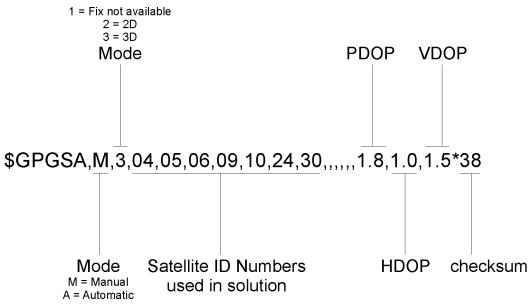 1 = Fix not available
2 = 2D
3 = 3D
Mode
PDOP
VDOP
$GPGSA,M,3,04,05,06,09,10,24,30,,,,,,1.8,1.0,1.5*38
Mode
M = Manual
A = Automatic
Satellite ID Numbers
used in solution
HDOP
checksum